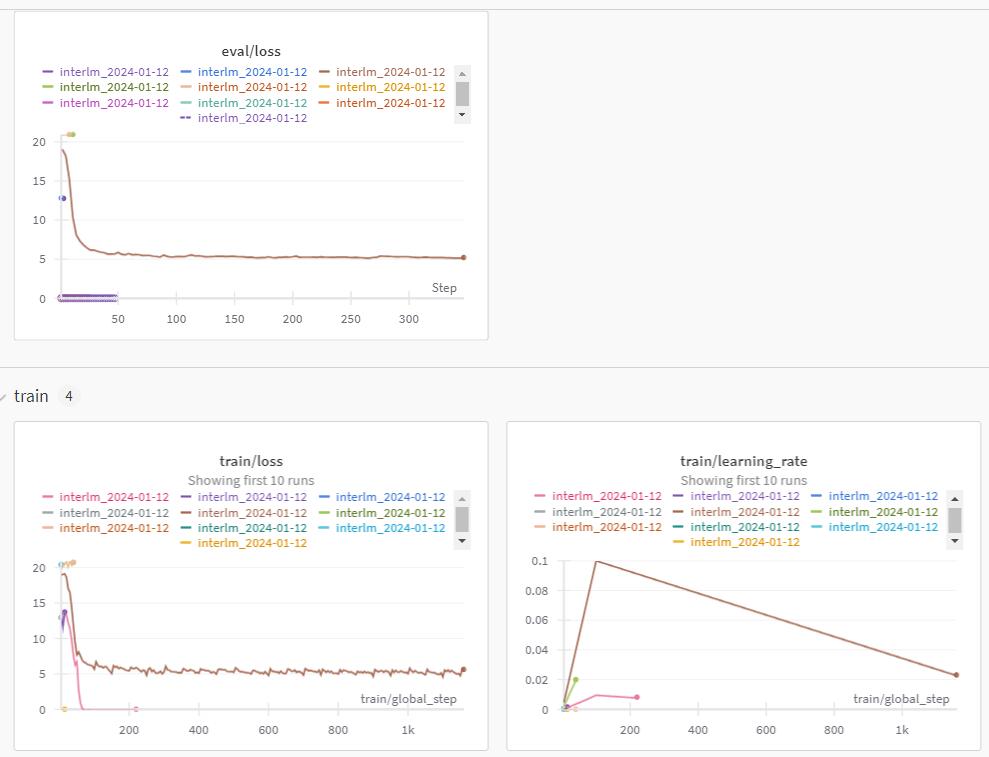 eval/loss
interlm_2024-01-12 interlm_2024-01-12 interlm_2024-01-12
interlm_2024-01-12 interlm_2024-01-12 interlm_2024-01-12
interlm_2024-01-12 interlm_2024-01-12 interlm_2024-01-12
interlm_2024-01-12
20
15
10
5
Step
0
50 100 150 200 250 300
train 4
train/loss
Showing first 10 runs
interlm_2024-01-12 interlm_2024-01-12 interlm_2024-01-12
interlm_2024-01-12 interlm_2024-01-12 interlm_2024-01-12
interlm_2024-01-12 interlm_2024-01-12 interlm_2024-01-12
interlm_2024-01-12
20
15
10
5
train/global_step
0
200 400 600 800 1k
train/learning_rate
Showing first 10 runs
interlm_2024-01-12 interlm_2024-01-12 interlm_2024-01-12
interlm_2024-01-12 interlm_2024-01-12 interlm_2024-01-12
interlm_2024-01-12 interlm_2024-01-12 interlm_2024-01-12
interlm_2024-01-12
0.1
0.08
0.06
0.04
0.02
train/global_step
0
200 400 600 800 1k